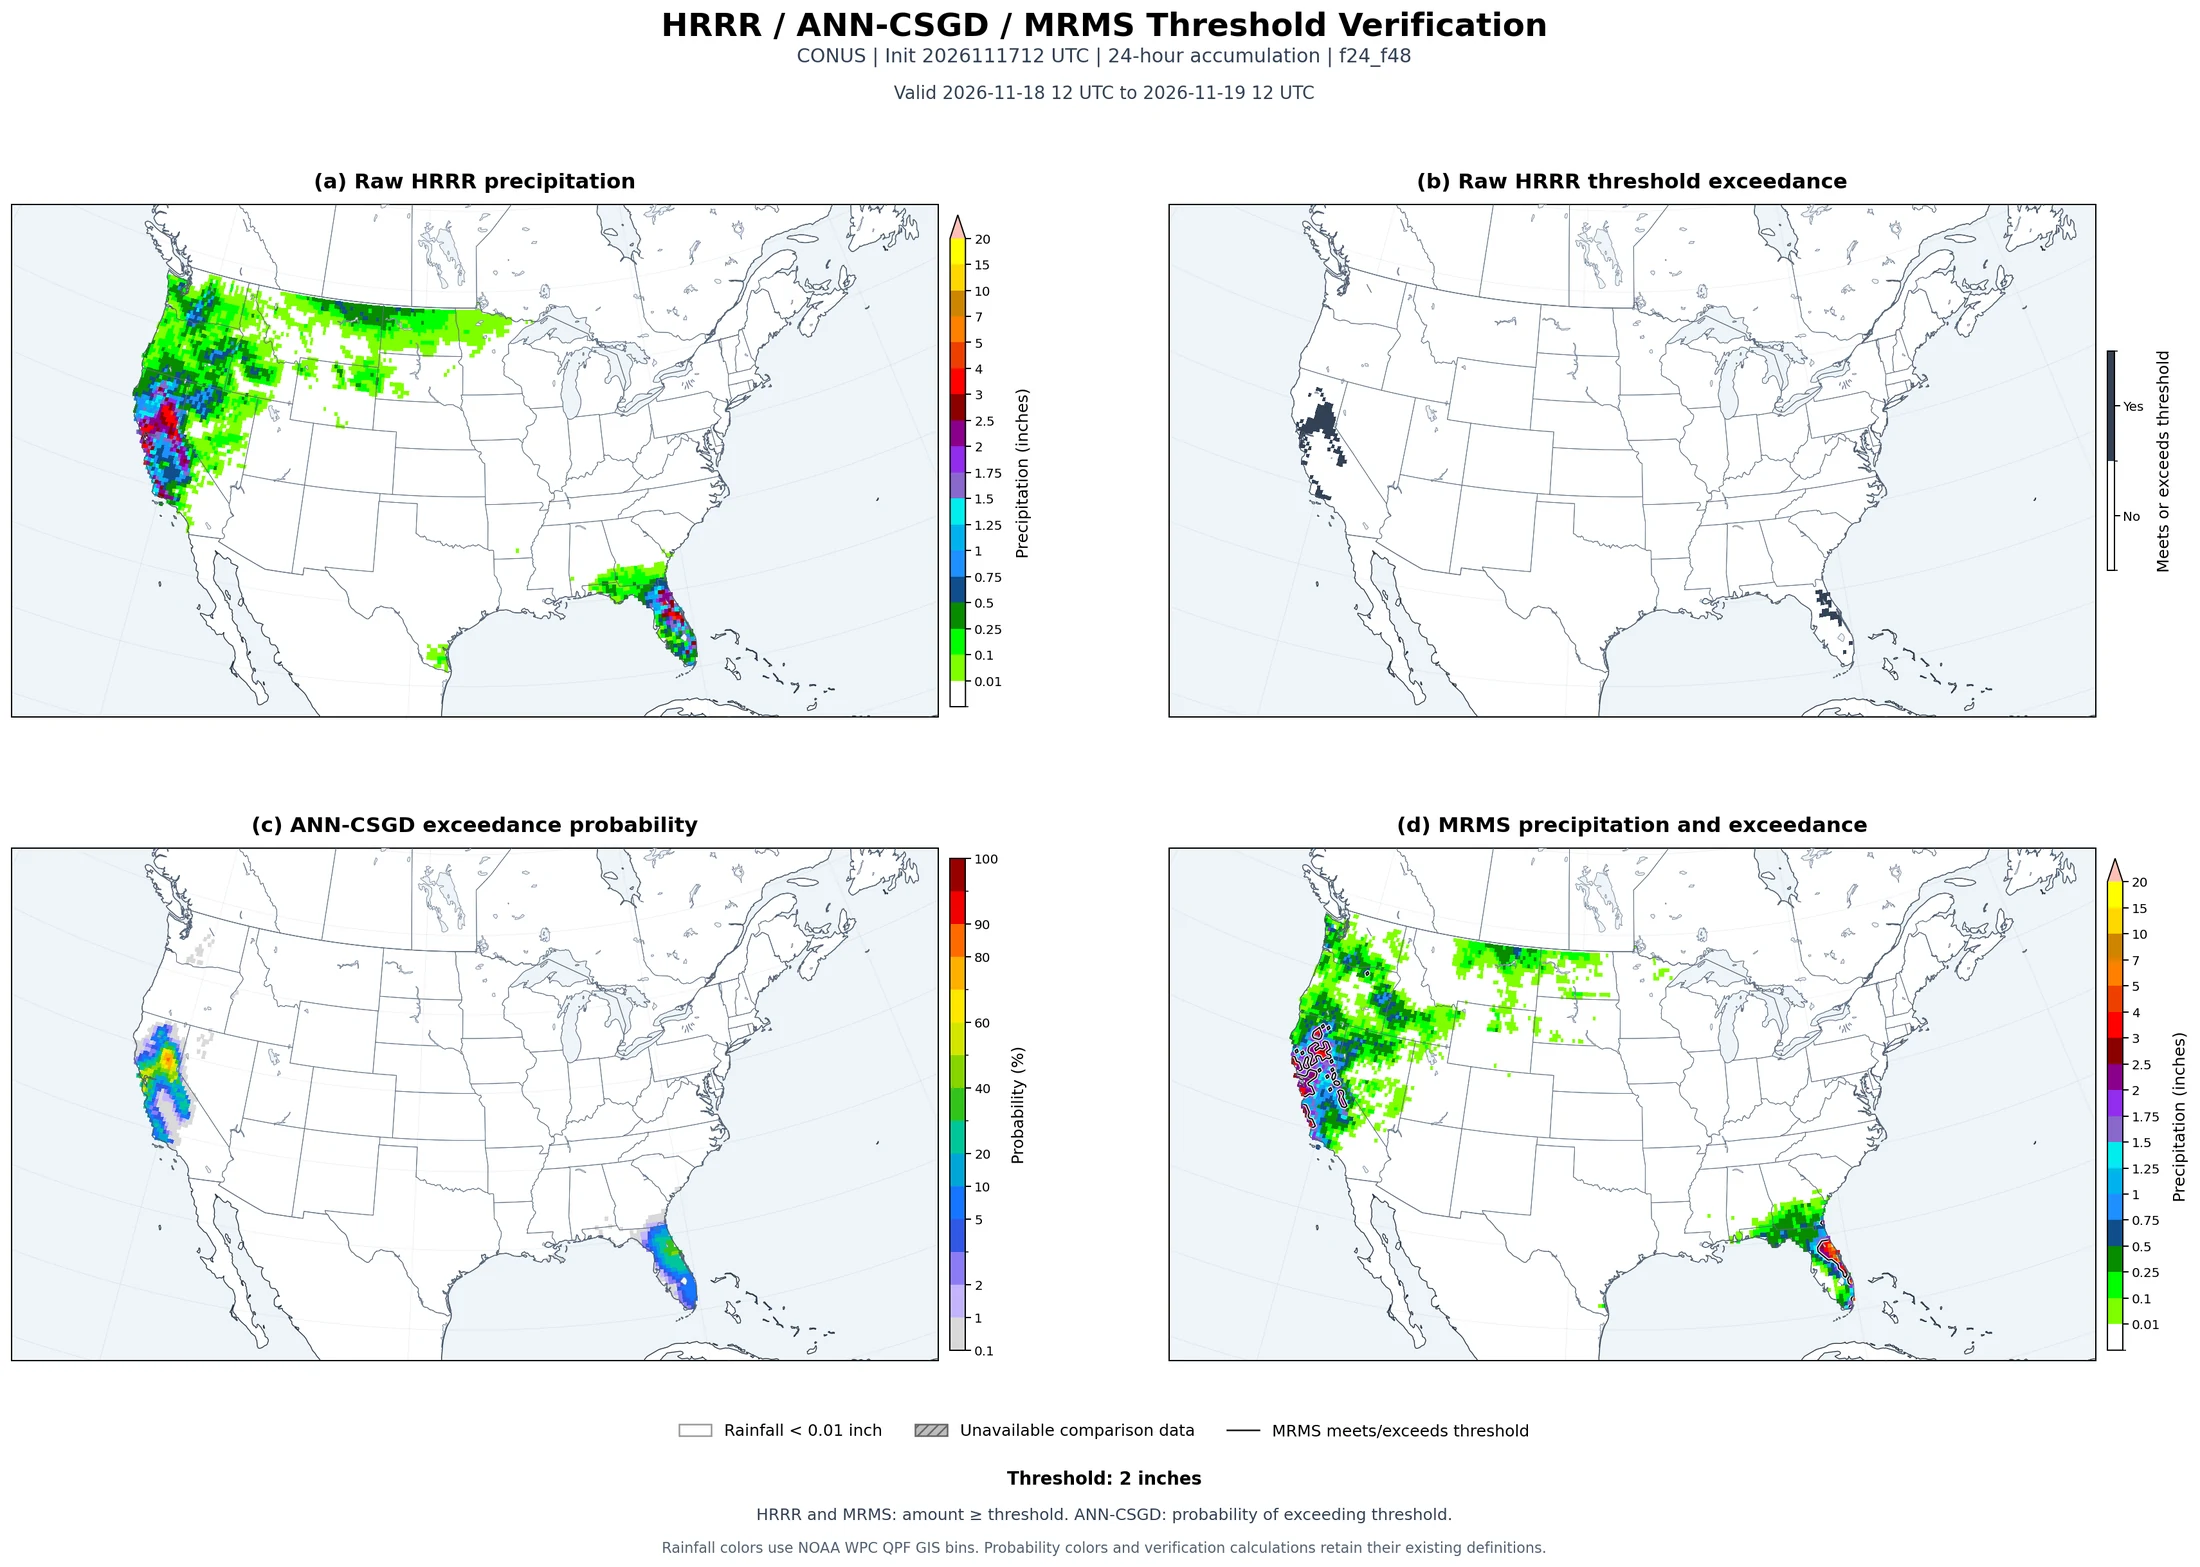 HRRR / ANN-CSGD / MRMS Threshold Verification
CONUS | Init 2026111712 UTC | 24-hour accumulation | f24_f48
Valid 2026-11-18 12 UTC to 2026-11-19 12 UTC
(a) Raw HRRR precipitation
20
15
10
7
5
4
3
2.5
2
1.75
1.5
1.25
1
0.75
0.5
0.25
0.1
0.01
Precipitation (inches)
(b) Raw HRRR threshold exceedance
Yes
No
Meets or exceeds threshold
(c) ANN-CSGD exceedance probability
100
90
80
60
40
20
10
5
2
1
0.1
Probability (%)
(d) MRMS precipitation and exceedance
20
15
10
7
5
4
3
2.5
2
1.75
1.5
1.25
1
0.75
0.5
0.25
0.1
0.01
Precipitation (inches)
Rainfall < 0.01 inch
Unavailable comparison data
MRMS meets/exceeds threshold
Threshold: 2 inches
HRRR and MRMS: amount ≥ threshold. ANN-CSGD: probability of exceeding threshold.
Rainfall colors use NOAA WPC QPF GIS bins. Probability colors and verification calculations retain their existing definitions.